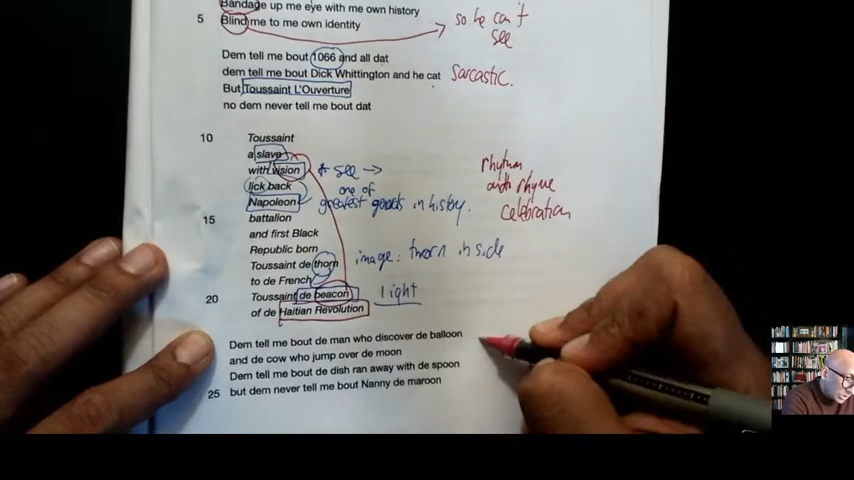 Bandage up me eye with me own history
5 Blind me to me own identity
so he can't
see
Dem tell me bout 1066 and all dat
dem tell me bout Dick Whittington and he cat
sarcastic.
But Toussaint L'Ouverture
no dem never tell me bout dat
10 Toussaint
a slave
with vision
see →
rhythm
and rhyme
celebration
lick back
one of
Napoleon
greatest in history.
15 battalion
and first Black
Republic born
Toussaint de thorn
image: thorn in side
to de French
20 Toussaint de beacon
light
of de Haitian Revolution
Dem tell me bout de man who discover de balloon
and de cow who jump over de moon
Dem tell me bout de dish ran away with de spoon
25 but dem never tell me bout Nanny de maroon